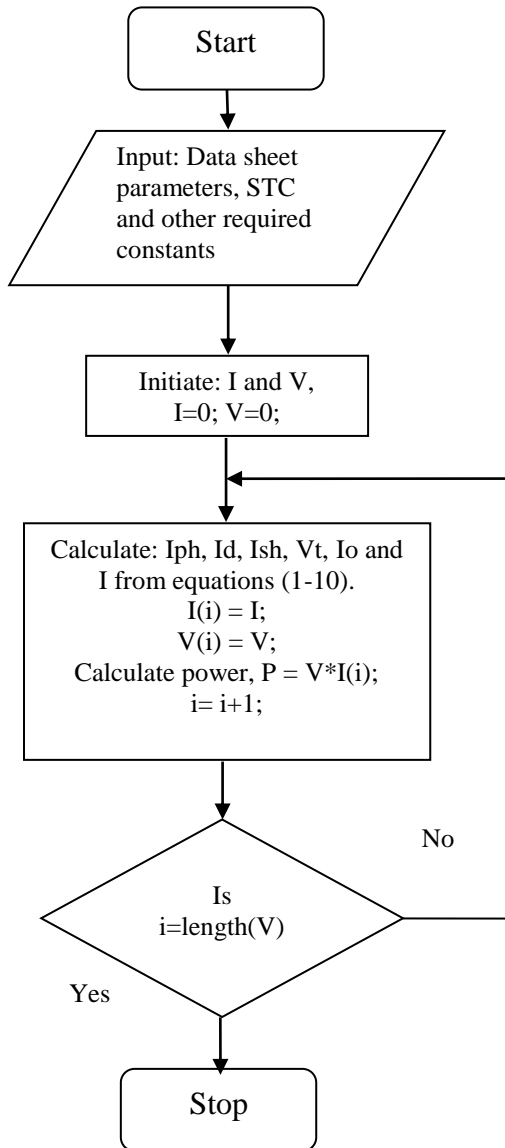 Start
Input: Data sheet
parameters, STC
and other required
constants
Initiate: I and V,
I=0; V=0;
Calculate: Iph, Id, Ish, Vt, Io and
I from equations (1-10).
I(i) = I;
V(i) = V;
Calculate power, P = V*I(i);
i= i+1;
No
Is
i=length(V)
Yes
Stop